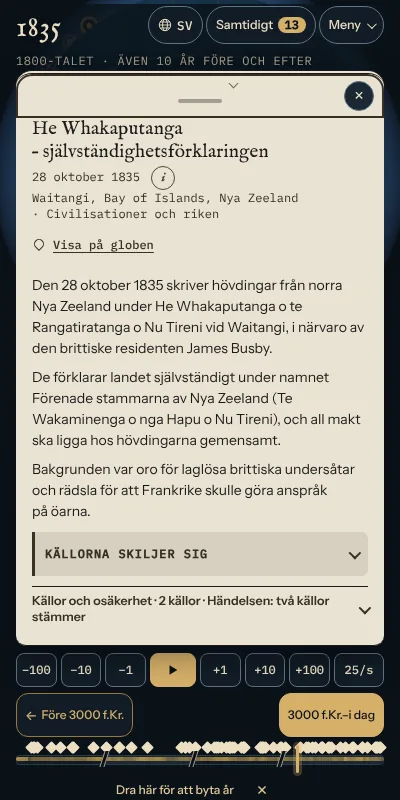 1835
SV
Samtidigt 13
Meny
1800-TALET · ÄVEN 10 ÅR FÖRE OCH EFTER
×
He Whakaputanga
– självständighetsförklaringen
28 oktober 1835 i
Waitangi, Bay of Islands, Nya Zeeland
· Civilisationer och riken
Visa på globen
Den 28 oktober 1835 skriver hövdingar från norra
Nya Zeeland under He Whakaputanga o te
Rangatiratanga o Nu Tireni vid Waitangi, i närvaro av
den brittiske residenten James Busby.
De förklarar landet självständigt under namnet
Förenade stammarna av Nya Zeeland (Te
Wakaminenga o nga Hapu o Nu Tireni), och all makt
ska ligga hos hövdingarna gemensamt.
Bakgrunden var oro för laglösa brittiska undersåtar
och rädsla för att Frankrike skulle göra anspråk
på öarna.
KÄLLORNA SKILJER SIG
Källor och osäkerhet · 2 källor · Händelsen: två källor
stämmer
−100 −10 −1 +1 +10 +100 25/s
← Före 3000 f.Kr.
3000 f.Kr.–i dag
Dra här för att byta år ×